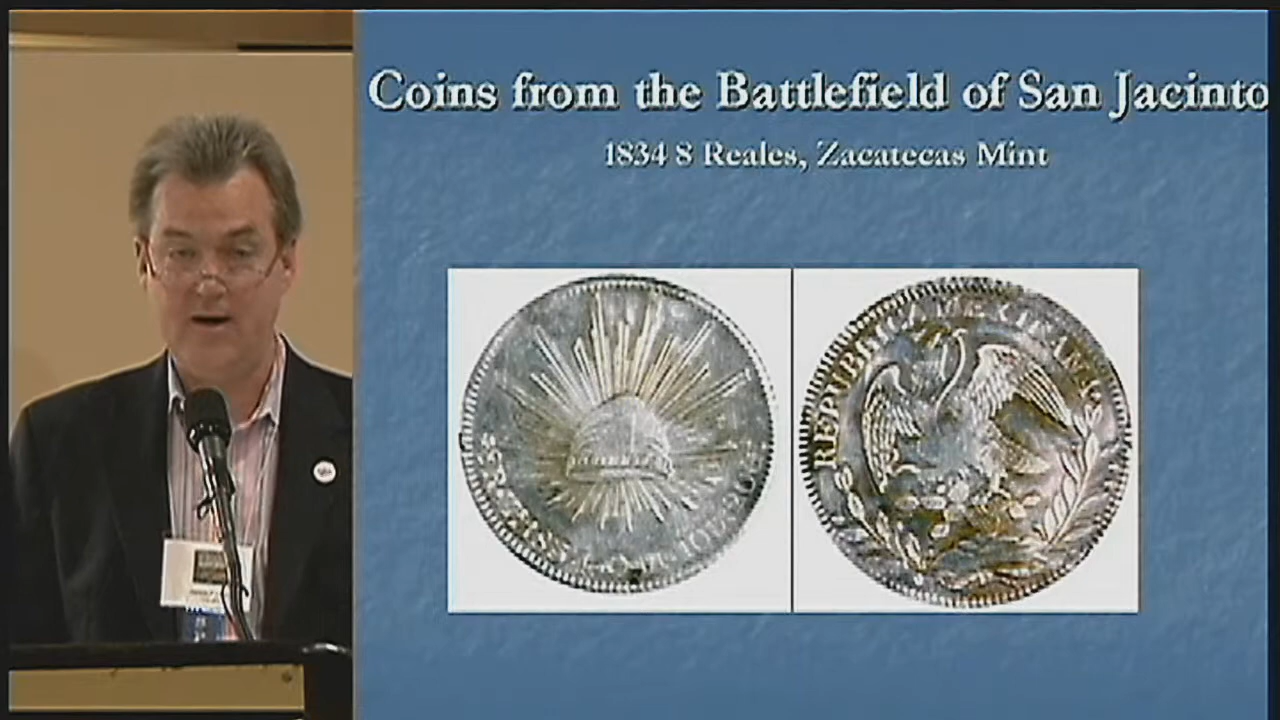 Coins from the Battlefield of San Jacinto
1834 8 Reales, Zacatecas Mint
REPUBLICA MEXICANA